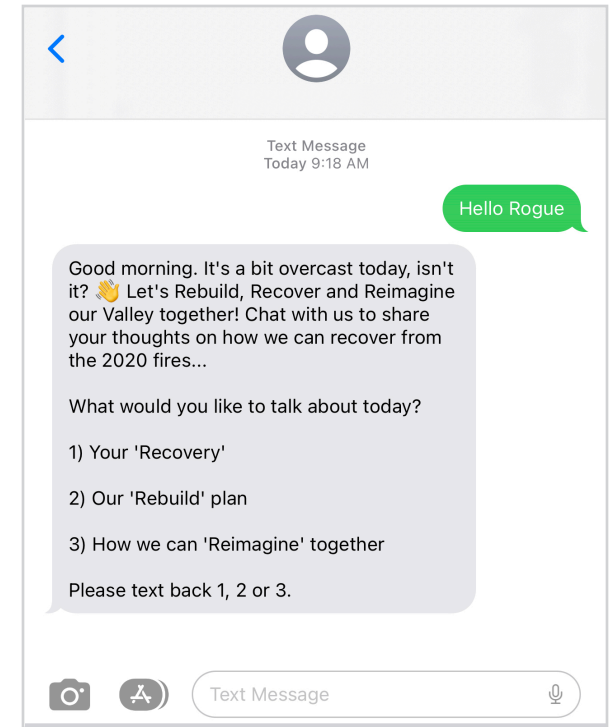 Text Message
Today 9:18 AM
Hello Rogue
Good morning. It's a bit overcast today, isn't
it? 👋 Let's Rebuild, Recover and Reimagine
our Valley together! Chat with us to share
your thoughts on how we can recover from
the 2020 fires...
What would you like to talk about today?
1) Your 'Recovery'
2) Our 'Rebuild' plan
3) How we can 'Reimagine' together
Please text back 1, 2 or 3.
Text Message